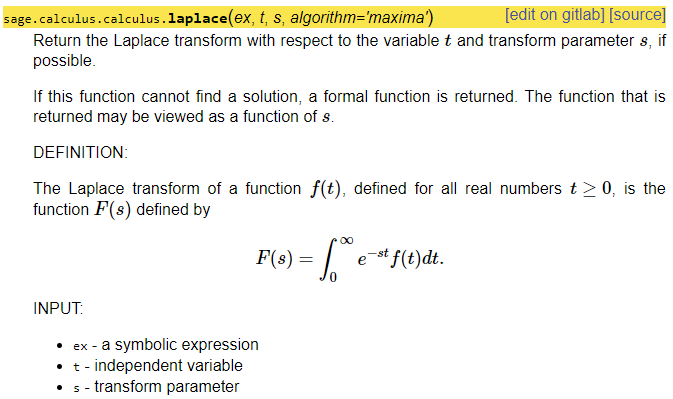 sage.calculus.calculus.laplace(ex, t, s, algorithm='maxima') [edit on gitlab] [source]
Return the Laplace transform with respect to the variable t and transform parameter s, if
possible.
If this function cannot find a solution, a formal function is returned. The function that is
returned may be viewed as a function of s.
DEFINITION:
The Laplace transform of a function f(t), defined for all real numbers t ≥ 0, is the
function F(s) defined by
F(s) = ∫₀^∞ e^{−st} f(t)dt.
INPUT:
• ex - a symbolic expression
• t - independent variable
• s - transform parameter